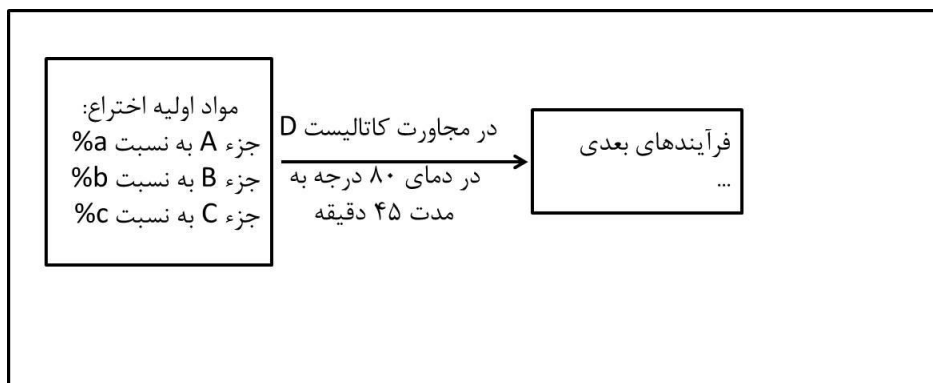 مواد اولیه اختراع:
جزء A به نسبت a%
جزء B به نسبت b%
جزء C به نسبت c%
در مجاورت کاتالیست D
در دمای ۸۰ درجه به
مدت ۴۵ دقیقه
فرآیندهای بعدی
...